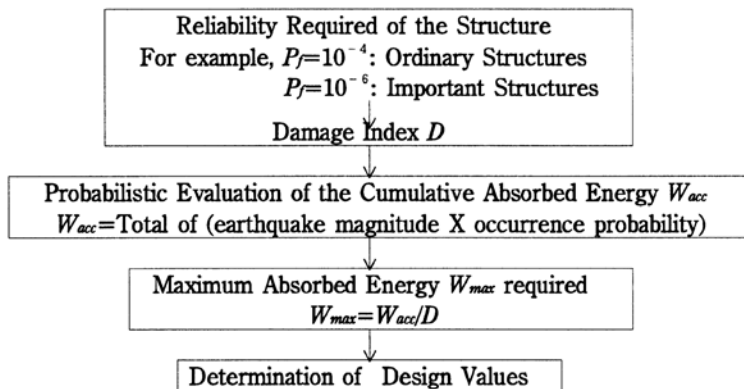 Reliability Required of the Structure
For example, Pf=10⁻⁴: Ordinary Structures
Pf=10⁻⁶: Important Structures
Damage Index D
Probabilistic Evaluation of the Cumulative Absorbed Energy Wacc
Wacc=Total of (earthquake magnitude X occurrence probability)
Maximum Absorbed Energy Wmax required
Wmax=Wacc/D
Determination of Design Values